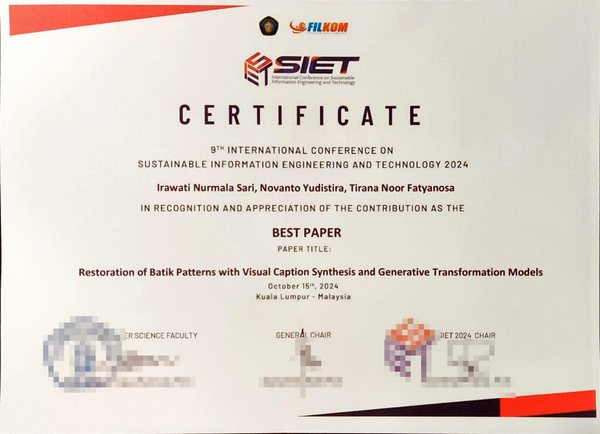 FILKOM
SIET
International Conference on Sustainable
Information Engineering and Technology
CERTIFICATE
9TH INTERNATIONAL CONFERENCE ON
SUSTAINABLE INFORMATION ENGINEERING AND TECHNOLOGY 2024
Irawati Nurmala Sari, Novanto Yudistira, Tirana Noor Fatyanosa
IN RECOGNITION AND APPRECIATION OF THE CONTRIBUTION AS THE
BEST PAPER
PAPER TITLE:
Restoration of Batik Patterns with Visual Caption Synthesis and Generative Transformation Models
October 15th, 2024
Kuala Lumpur - Malaysia
SCIENCE FACULTY GENERAL CHAIR SIET 2024 CHAIR